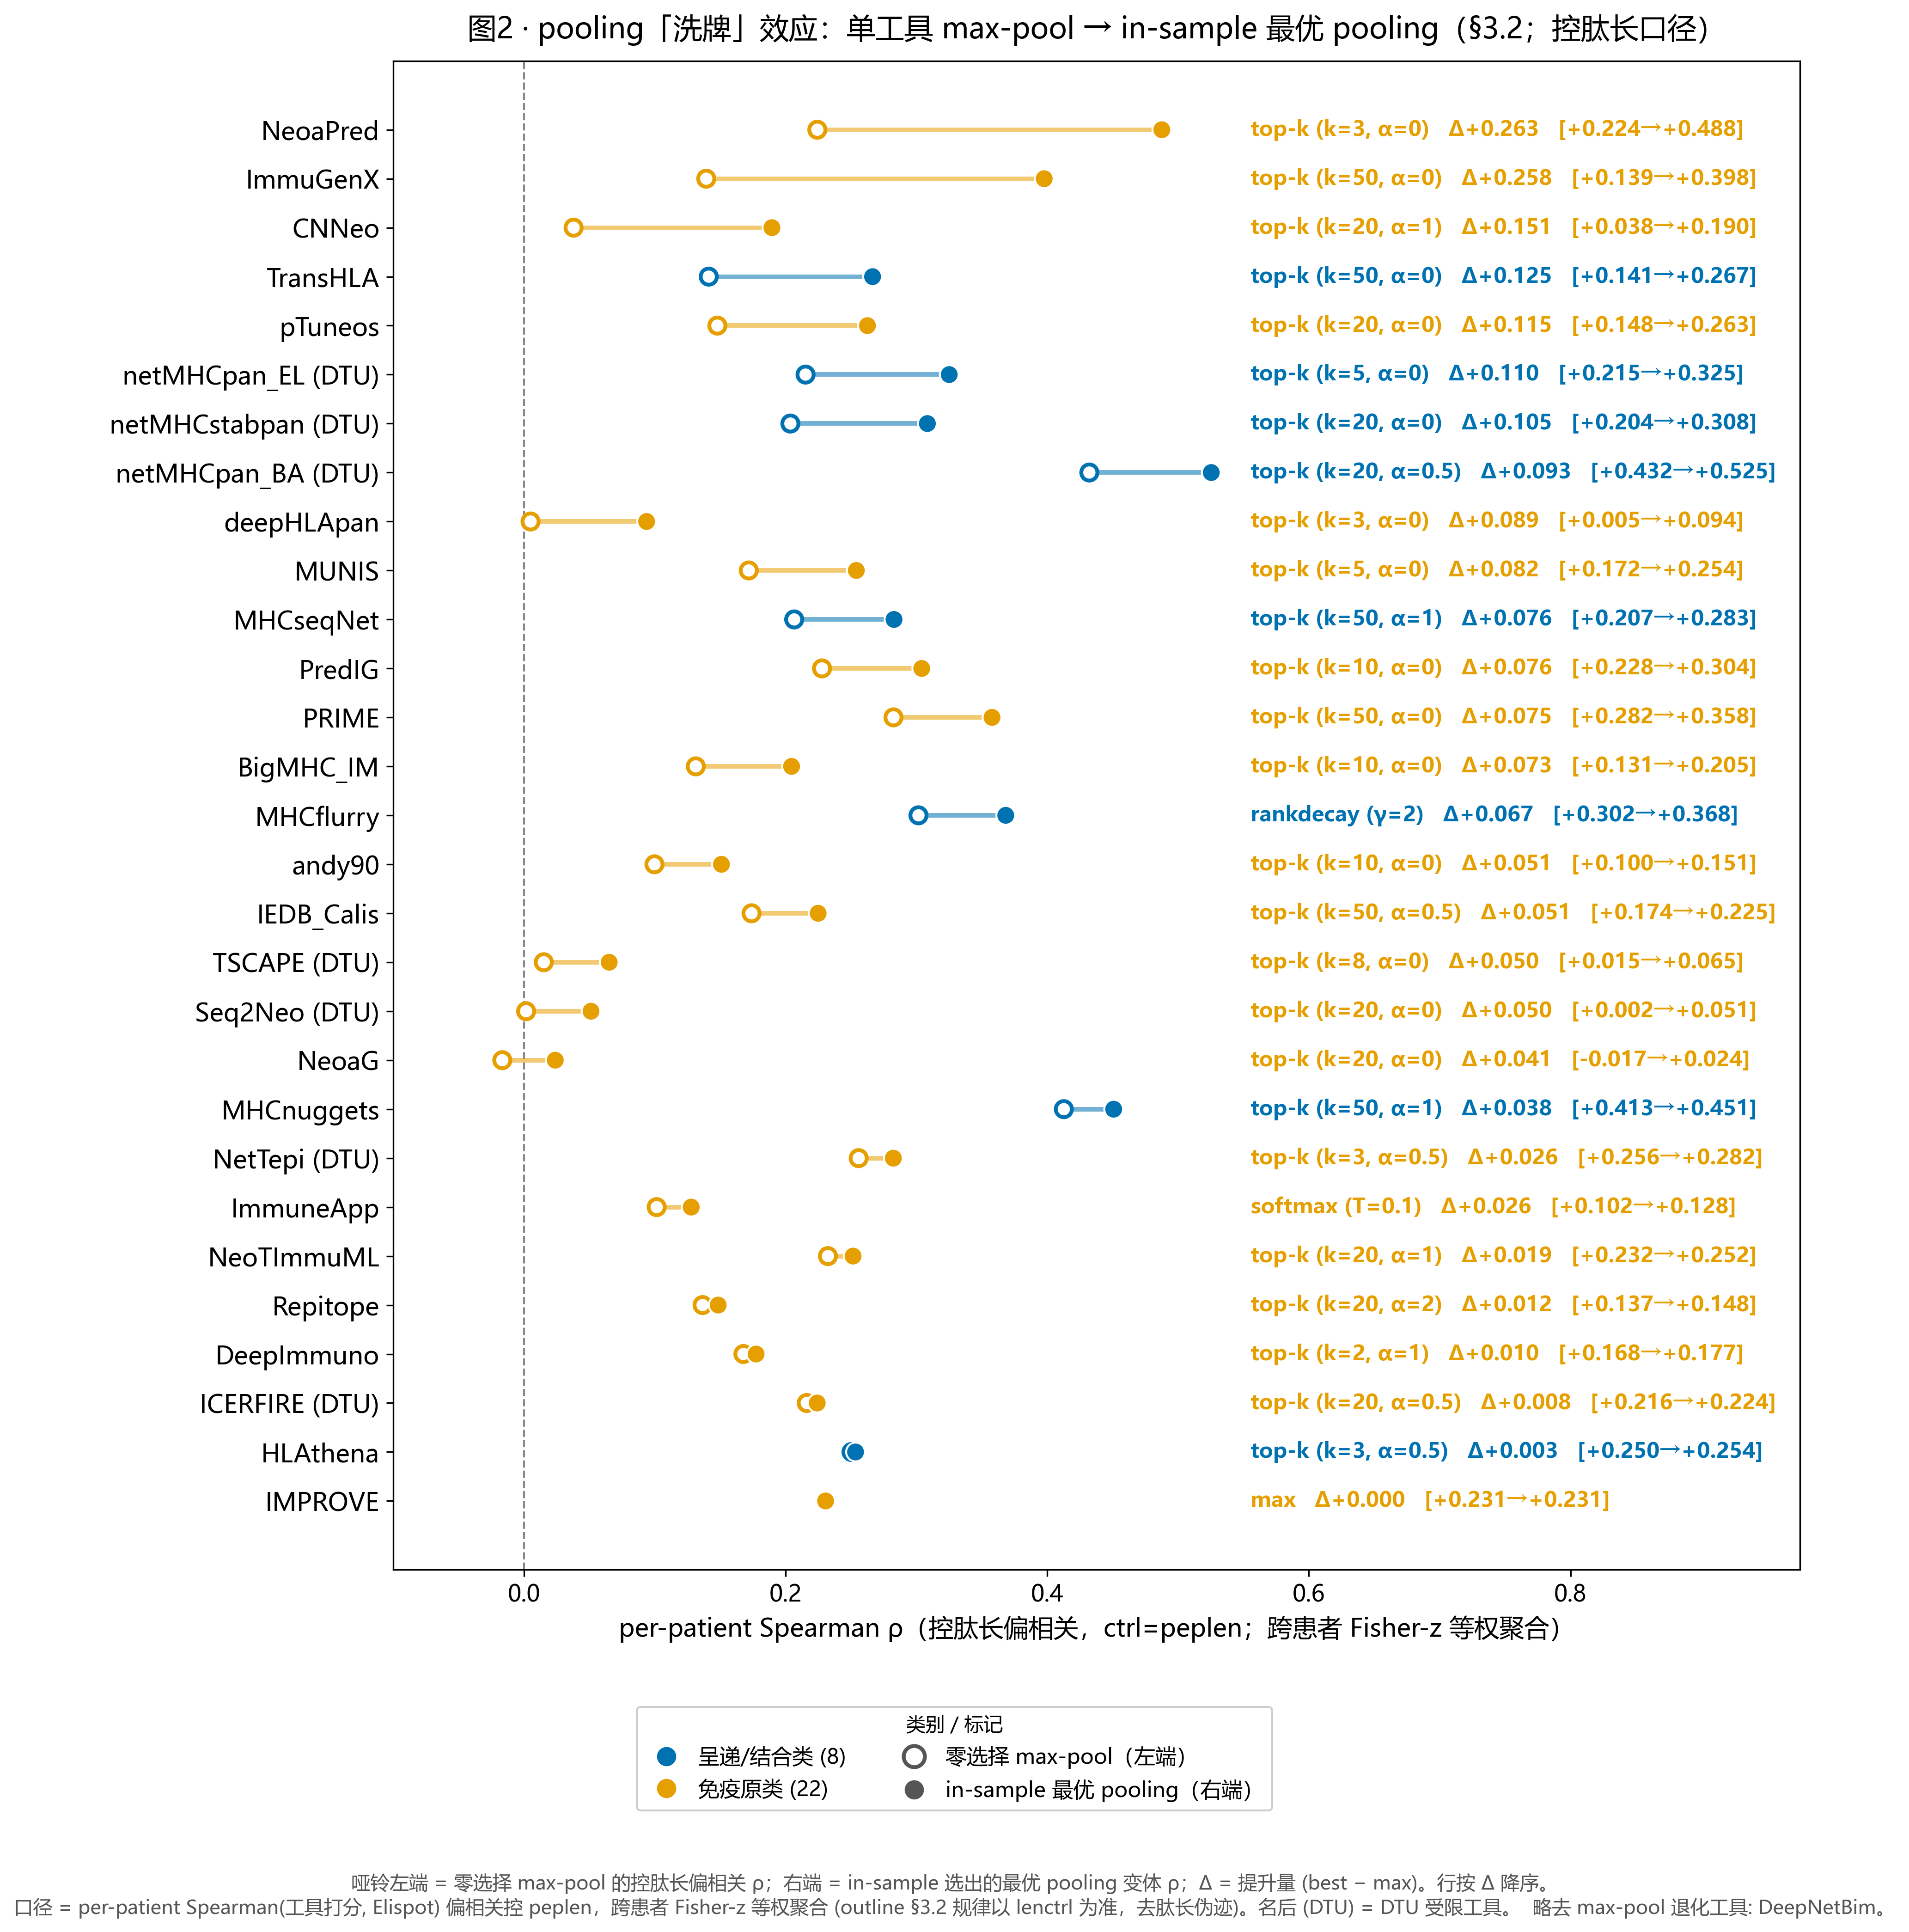 图2 · pooling「洗牌」效应：单工具 max-pool → in-sample 最优 pooling（§3.2；控肽长口径）
NeoaPred top-k (k=3, α=0) Δ+0.263 [+0.224→+0.488]
ImmuGenX top-k (k=50, α=0) Δ+0.258 [+0.139→+0.398]
CNNeo top-k (k=20, α=1) Δ+0.151 [+0.038→+0.190]
TransHLA top-k (k=50, α=0) Δ+0.125 [+0.141→+0.267]
pTuneos top-k (k=20, α=0) Δ+0.115 [+0.148→+0.263]
netMHCpan_EL (DTU) top-k (k=5, α=0) Δ+0.110 [+0.215→+0.325]
netMHCstabpan (DTU) top-k (k=20, α=0) Δ+0.105 [+0.204→+0.308]
netMHCpan_BA (DTU) top-k (k=20, α=0.5) Δ+0.093 [+0.432→+0.525]
deepHLApan top-k (k=3, α=0) Δ+0.089 [+0.005→+0.094]
MUNIS top-k (k=5, α=0) Δ+0.082 [+0.172→+0.254]
MHCseqNet top-k (k=50, α=1) Δ+0.076 [+0.207→+0.283]
PredIG top-k (k=10, α=0) Δ+0.076 [+0.228→+0.304]
PRIME top-k (k=50, α=0) Δ+0.075 [+0.282→+0.358]
BigMHC_IM top-k (k=10, α=0) Δ+0.073 [+0.131→+0.205]
MHCflurry rankdecay (γ=2) Δ+0.067 [+0.302→+0.368]
andy90 top-k (k=10, α=0) Δ+0.051 [+0.100→+0.151]
IEDB_Calis top-k (k=50, α=0.5) Δ+0.051 [+0.174→+0.225]
TSCAPE (DTU) top-k (k=8, α=0) Δ+0.050 [+0.015→+0.065]
Seq2Neo (DTU) top-k (k=20, α=0) Δ+0.050 [+0.002→+0.051]
NeoaG top-k (k=20, α=0) Δ+0.041 [-0.017→+0.024]
MHCnuggets top-k (k=50, α=1) Δ+0.038 [+0.413→+0.451]
NetTepi (DTU) top-k (k=3, α=0.5) Δ+0.026 [+0.256→+0.282]
ImmuneApp softmax (T=0.1) Δ+0.026 [+0.102→+0.128]
NeoTImmuML top-k (k=20, α=1) Δ+0.019 [+0.232→+0.252]
Repitope top-k (k=20, α=2) Δ+0.012 [+0.137→+0.148]
DeepImmuno top-k (k=2, α=1) Δ+0.010 [+0.168→+0.177]
ICERFIRE (DTU) top-k (k=20, α=0.5) Δ+0.008 [+0.216→+0.224]
HLAthena top-k (k=3, α=0.5) Δ+0.003 [+0.250→+0.254]
IMPROVE max Δ+0.000 [+0.231→+0.231]
0.0 0.2 0.4 0.6 0.8
per-patient Spearman ρ（控肽长偏相关，ctrl=peplen；跨患者 Fisher-z 等权聚合）
类别 / 标记
呈递/结合类 (8) 零选择 max-pool（左端）
免疫原类 (22) in-sample 最优 pooling（右端）
哑铃左端 = 零选择 max-pool 的控肽长偏相关 ρ；右端 = in-sample 选出的最优 pooling 变体 ρ；Δ = 提升量 (best − max)。行按 Δ 降序。
口径 = per-patient Spearman(工具打分, Elispot) 偏相关控 peplen，跨患者 Fisher-z 等权聚合 (outline §3.2 规律以 lenctrl 为准，去肽长伪迹)。名后 (DTU) = DTU 受限工具。 略去 max-pool 退化工具: DeepNetBim。